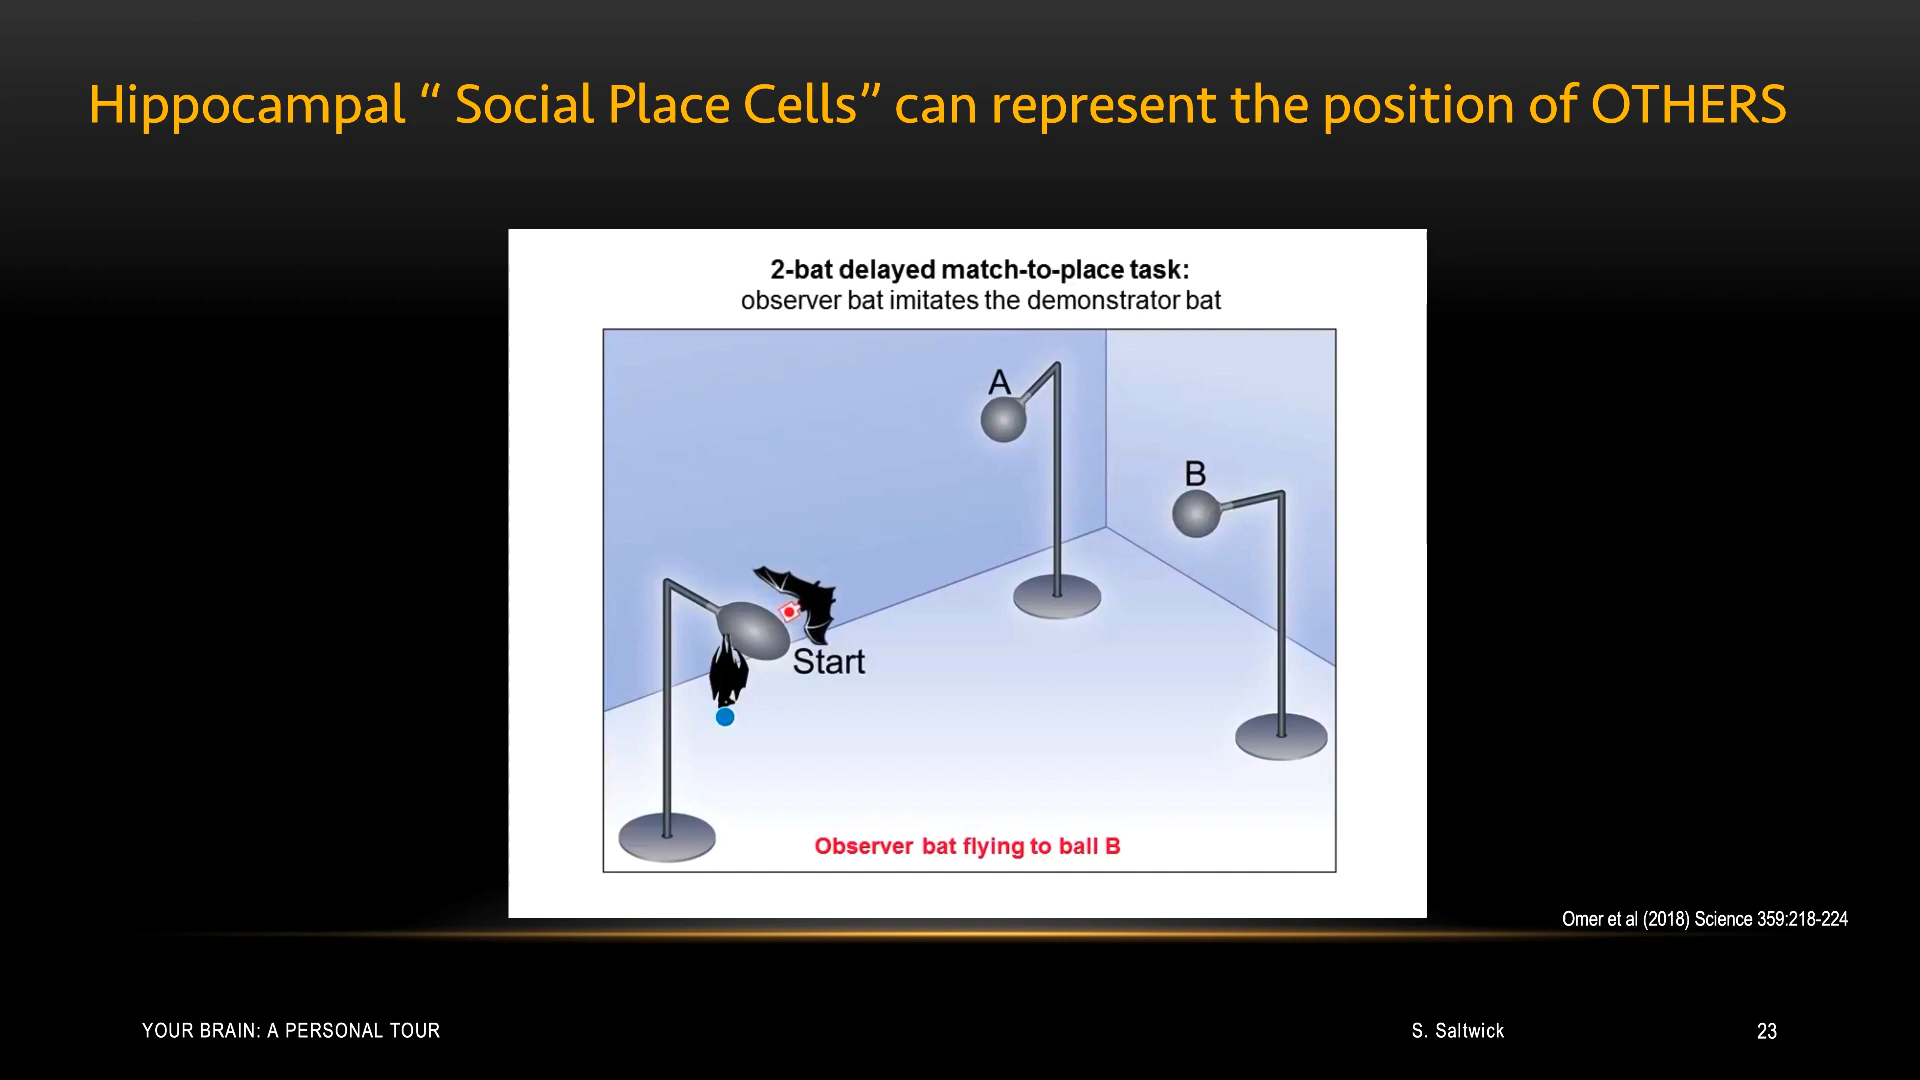 Hippocampal “ Social Place Cells” can represent the position of OTHERS
2-bat delayed match-to-place task:
observer bat imitates the demonstrator bat
A
B
Start
Observer bat flying to ball B
Omer et al (2018) Science 359:218-224
YOUR BRAIN: A PERSONAL TOUR
S. Saltwick
23